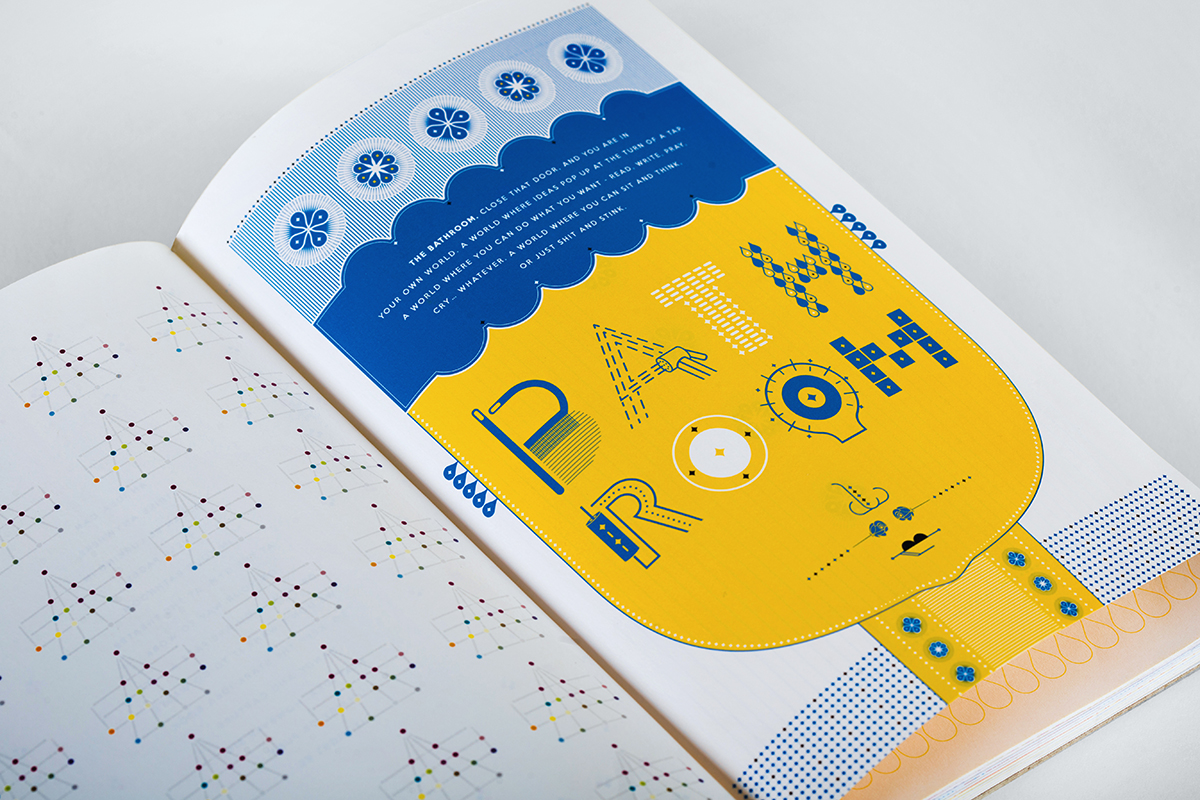 THE BATHROOM. CLOSE THAT DOOR. AND YOU ARE IN
YOUR OWN WORLD. A WORLD WHERE IDEAS POP UP AT THE TURN OF A TAP.
A WORLD WHERE YOU CAN DO WHAT YOU WANT - READ. WRITE. PRAY.
CRY... WHATEVER. A WORLD WHERE YOU CAN SIT AND THINK.
OR JUST SHIT AND STINK.
BATH
ROOM